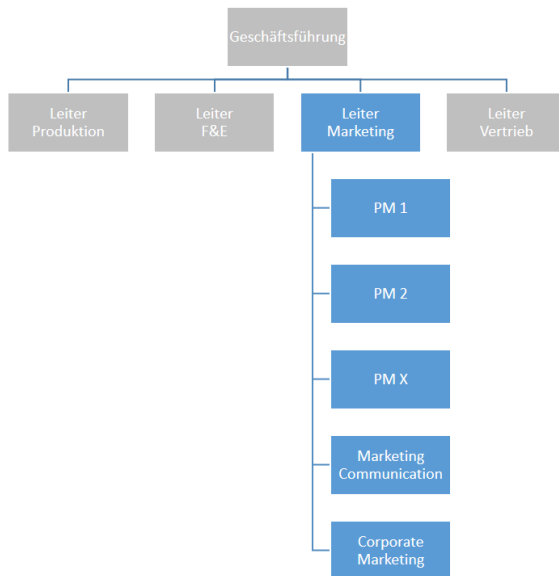 Geschäftsführung
Leiter
Produktion
Leiter
F&E
Leiter
Marketing
Leiter
Vertrieb
PM 1
PM 2
PM X
Marketing
Communication
Corporate
Marketing